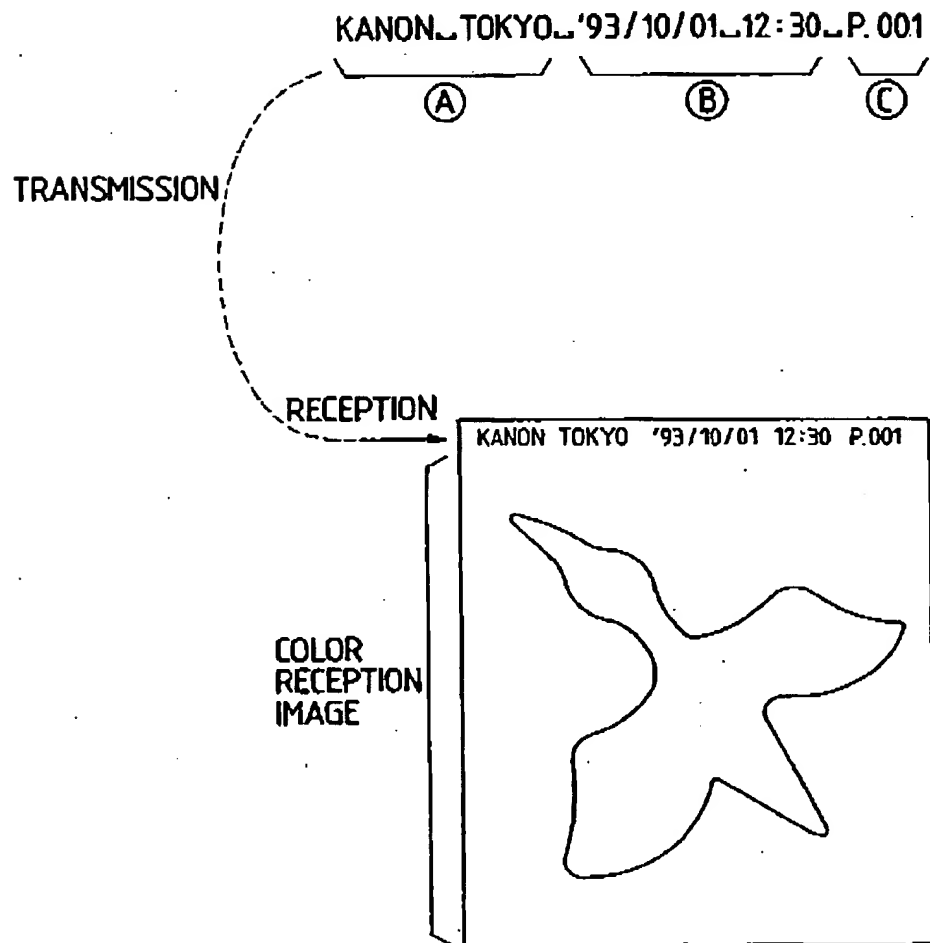 KANON␣TOKYO␣'93/10/01␣12:30␣P.001
A B C
TRANSMISSION
RECEPTION
KANON TOKYO '93/10/01 12:30 P.001
COLOR
RECEPTION
IMAGE